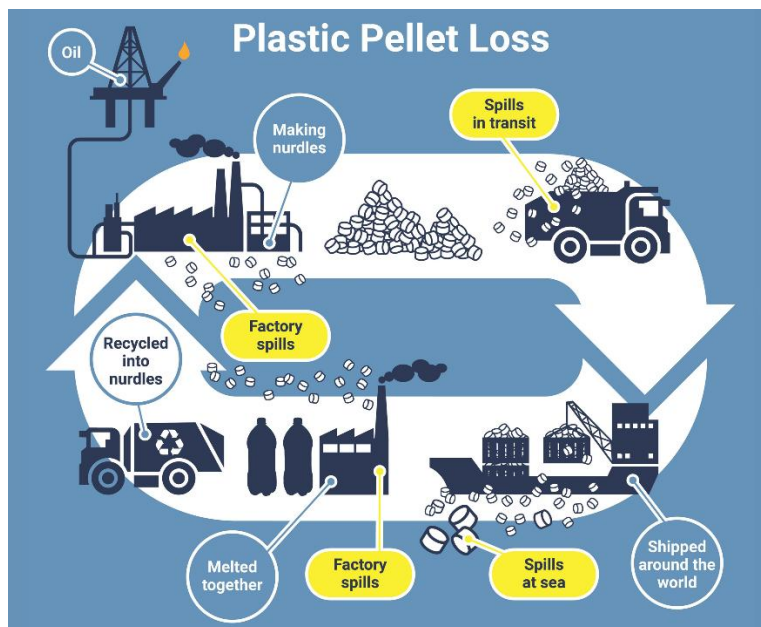 Plastic Pellet Loss
Oil
Making
nurdles
Spills
in transit
Factory
spills
Recycled
into
nurdles
Melted
together
Factory
spills
Spills
at sea
Shipped
around the
world